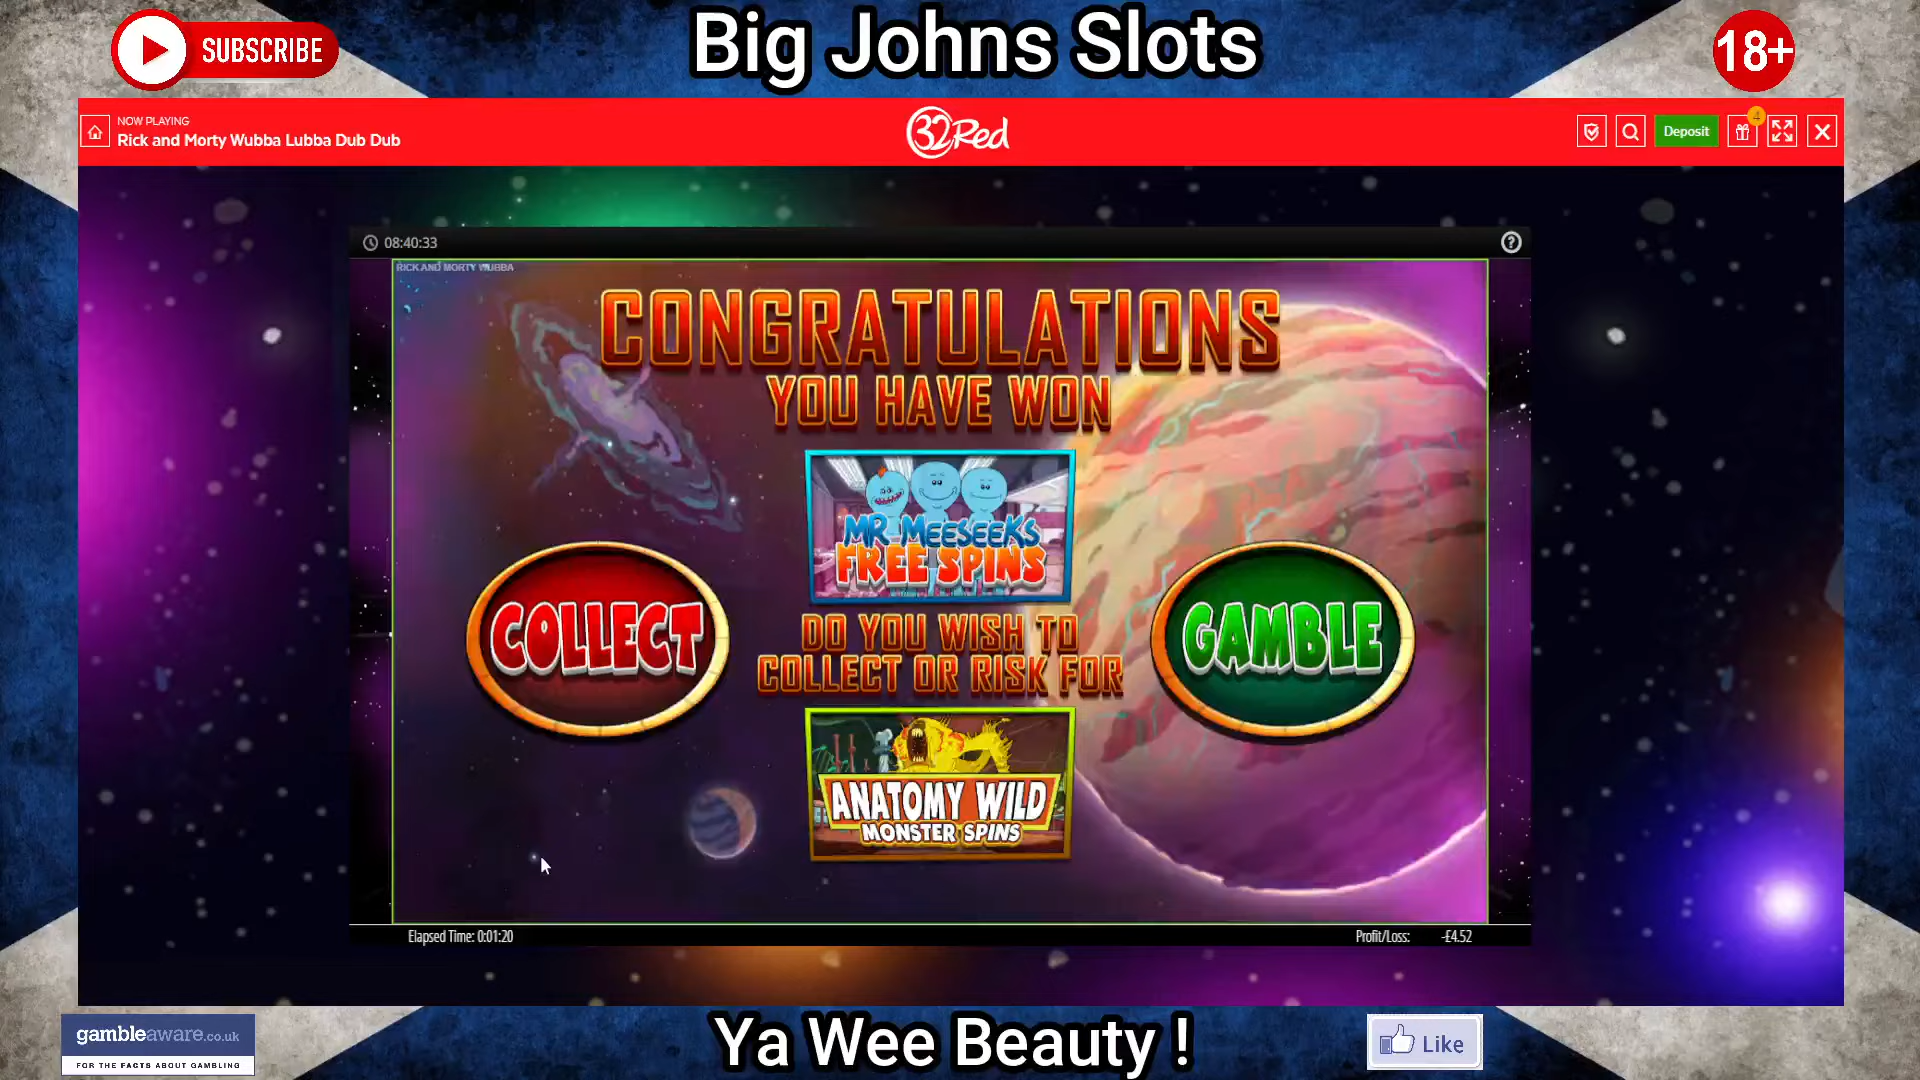 SUBSCRIBE
Big Johns Slots
18+
NOW PLAYING
Rick and Morty Wubba Lubba Dub Dub
32Red
Deposit
4
08:40:33
RICK AND MORTY WUBBA
CONGRATULATIONS
YOU HAVE WON
MR MEESEEKS
FREE SPINS
COLLECT
DO YOU WISH TO
COLLECT OR RISK FOR
GAMBLE
ANATOMY WILD
MONSTER SPINS
Elapsed Time: 0:01:20
Profit/Loss: -£4.52
gambleaware.co.uk
FOR THE FACTS ABOUT GAMBLING
Ya Wee Beauty !
Like